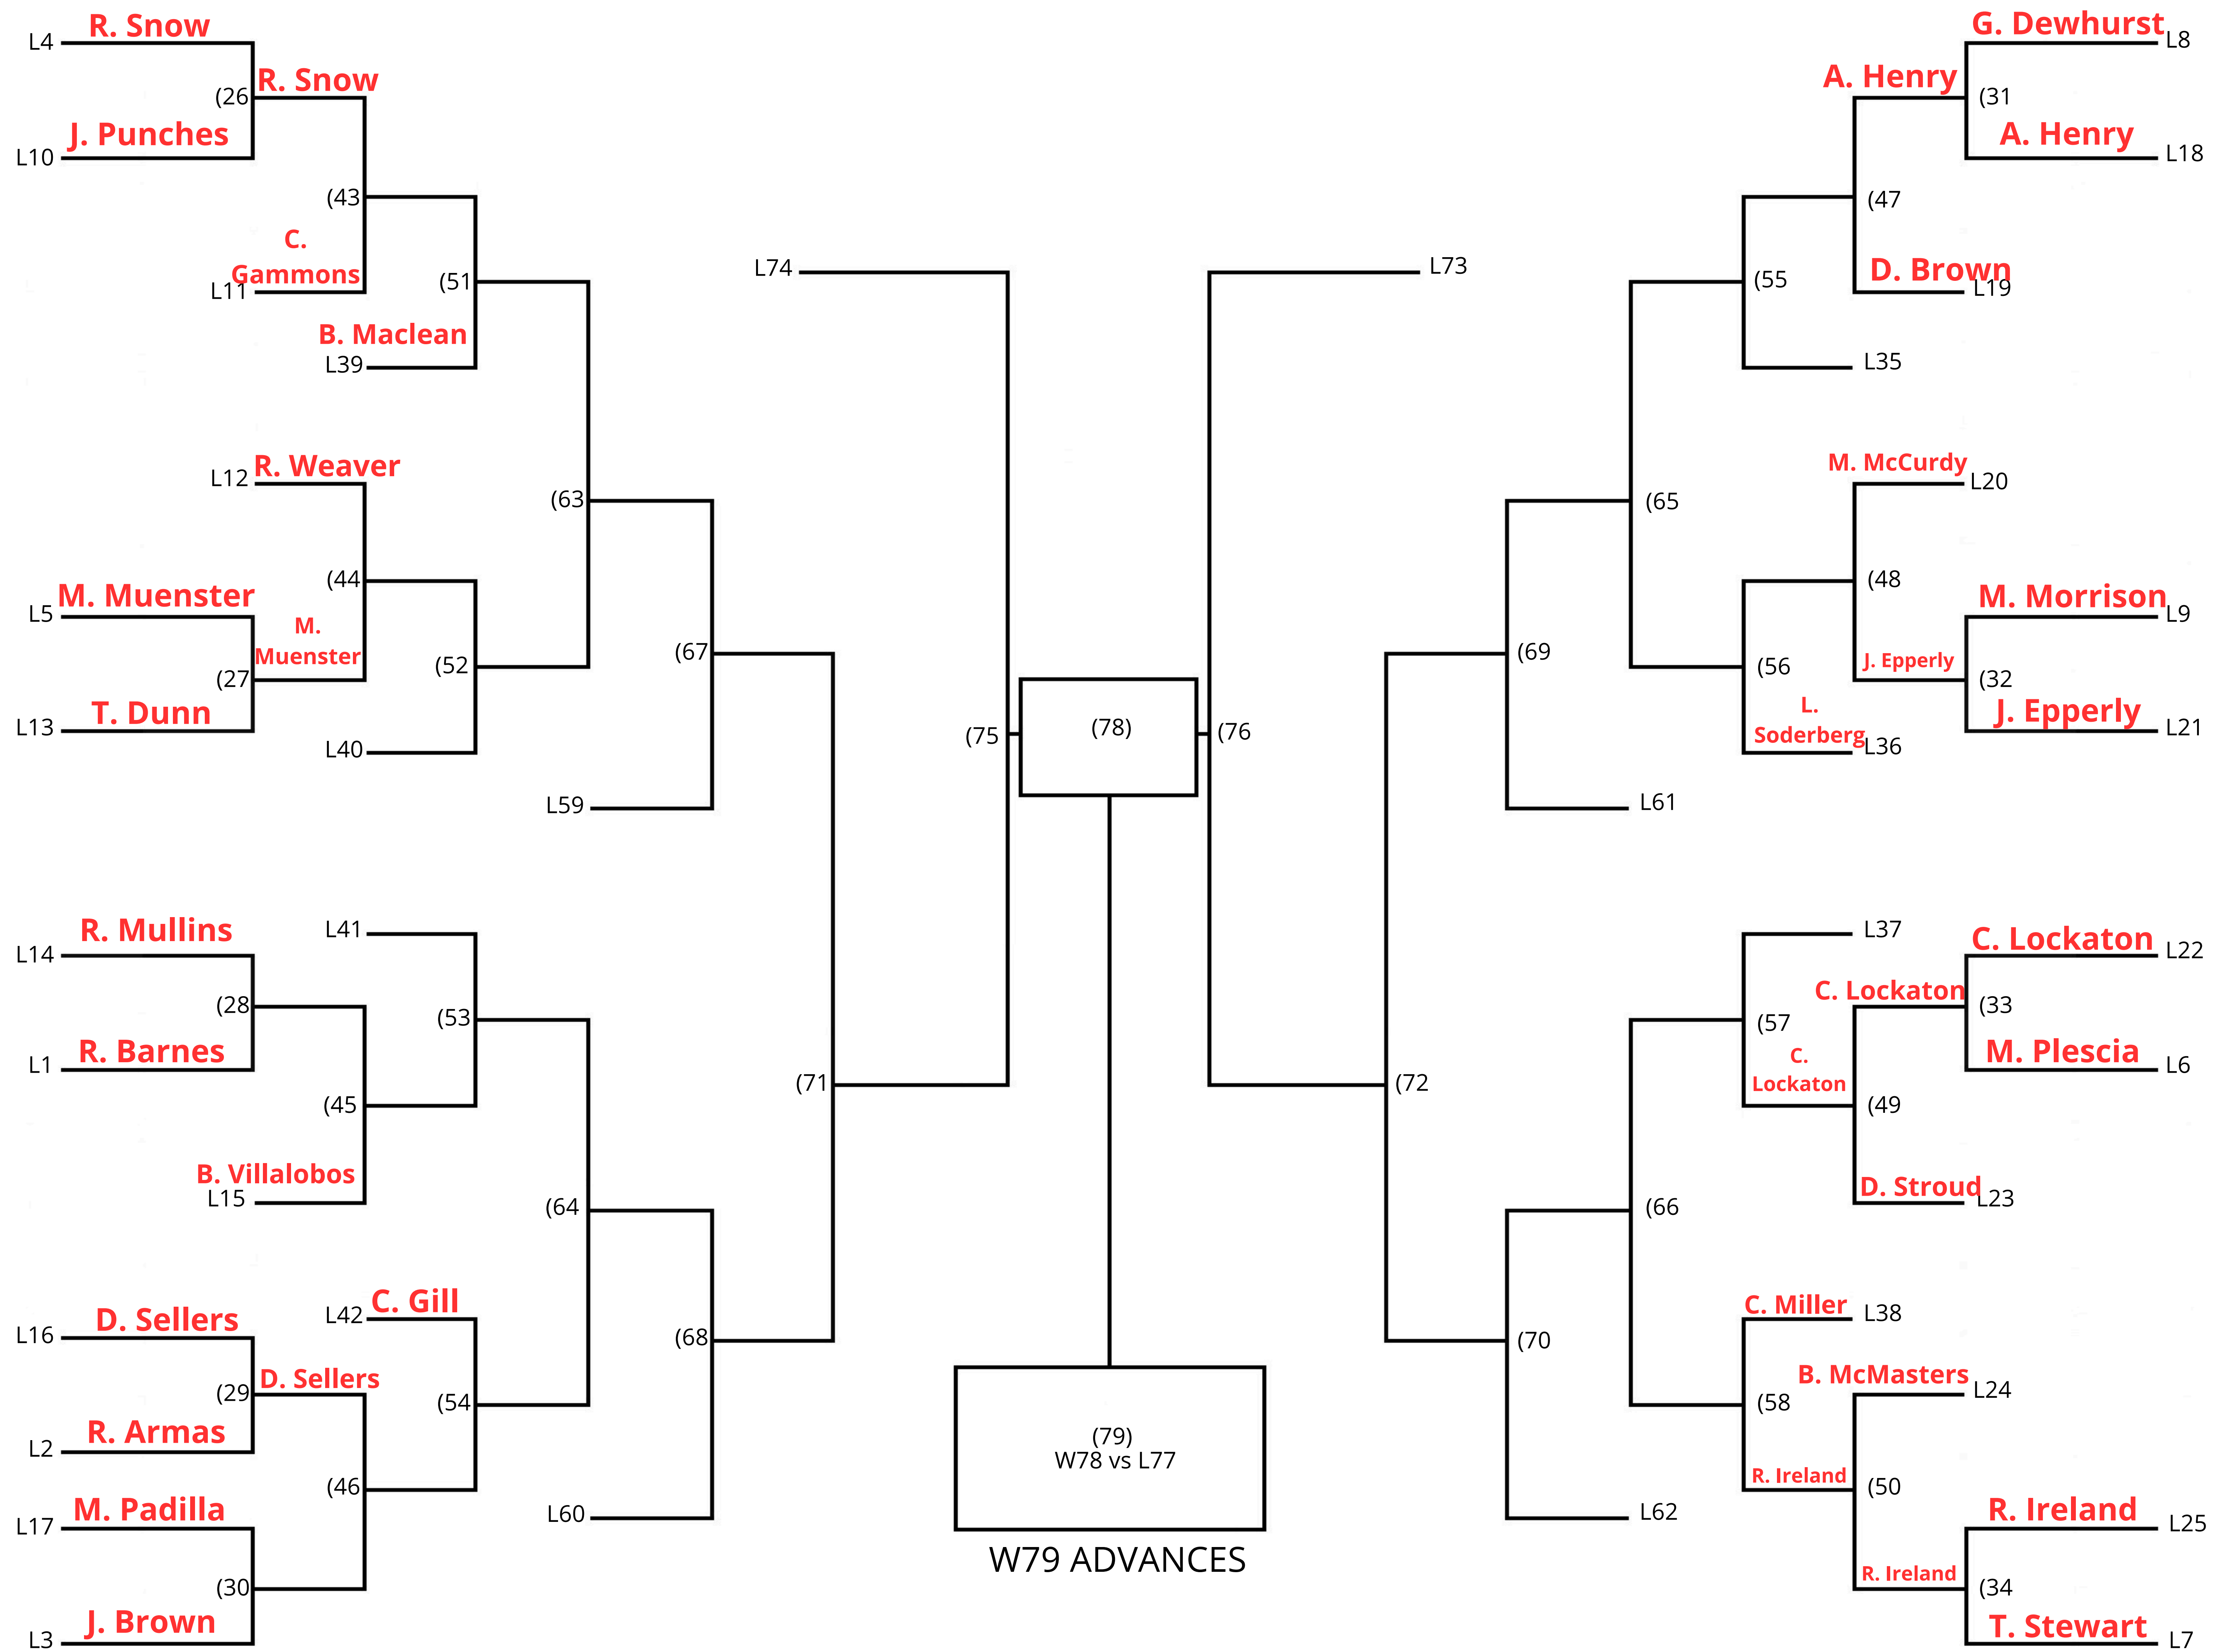 R. Snow
L4
R. Snow
(26
J. Punches
L10
(43
C.
Gammons
L11
(51
B. Maclean
L39
R. Weaver
L12
(63
(44
M. Muenster
L5
M.
Muenster
(52
(67
(27
T. Dunn
L13
L40
L59
R. Mullins
L14
L41
(28
(53
R. Barnes
L1
(71
(45
B. Villalobos
L15
(64
C. Gill
L42
D. Sellers
L16
(68
D. Sellers
(29
(54
R. Armas
L2
(46
M. Padilla
L17
L60
(30
J. Brown
L3
L74
L73
(75
(78)
(76
(79)
W78 vs L77
W79 ADVANCES
G. Dewhurst
L8
A. Henry
(31
A. Henry
L18
(47
D. Brown
L19
(55
L35
M. McCurdy
L20
(65
(48
M. Morrison
L9
(69
J. Epperly
(56
(32
L.
Soderberg
L36
J. Epperly
L21
L61
L37
C. Lockaton
L22
C. Lockaton
(33
(57
C.
Lockaton
M. Plescia
L6
(72
(49
D. Stroud
L23
(66
C. Miller
L38
(70
B. McMasters
L24
(58
R. Ireland
(50
R. Ireland
L25
L62
R. Ireland
(34
T. Stewart
L7